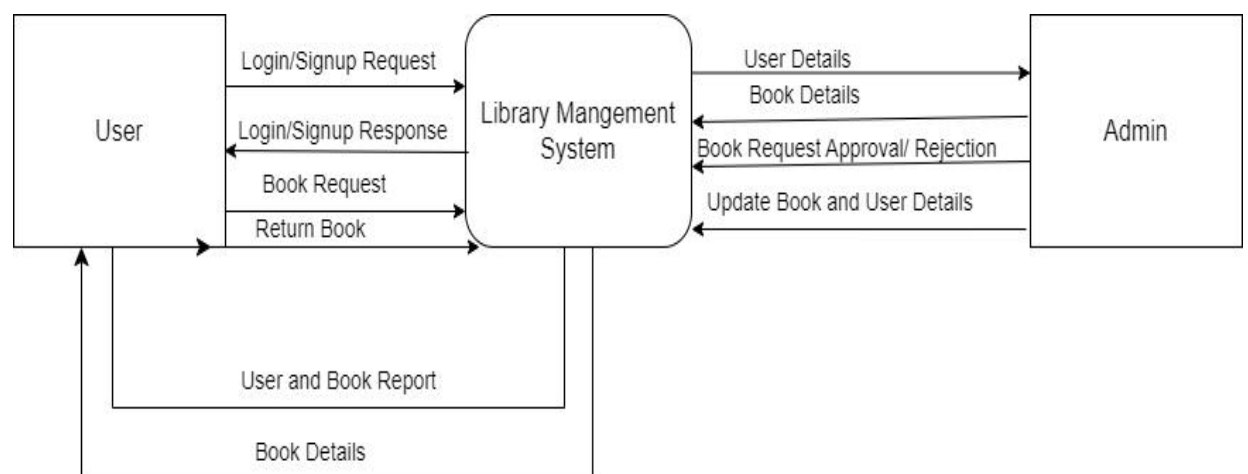 Login/Signup Request
User Details
Book Details
User
Login/Signup Response
Library Mangement
System
Admin
Book Request Approval/ Rejection
Book Request
Update Book and User Details
Return Book
User and Book Report
Book Details